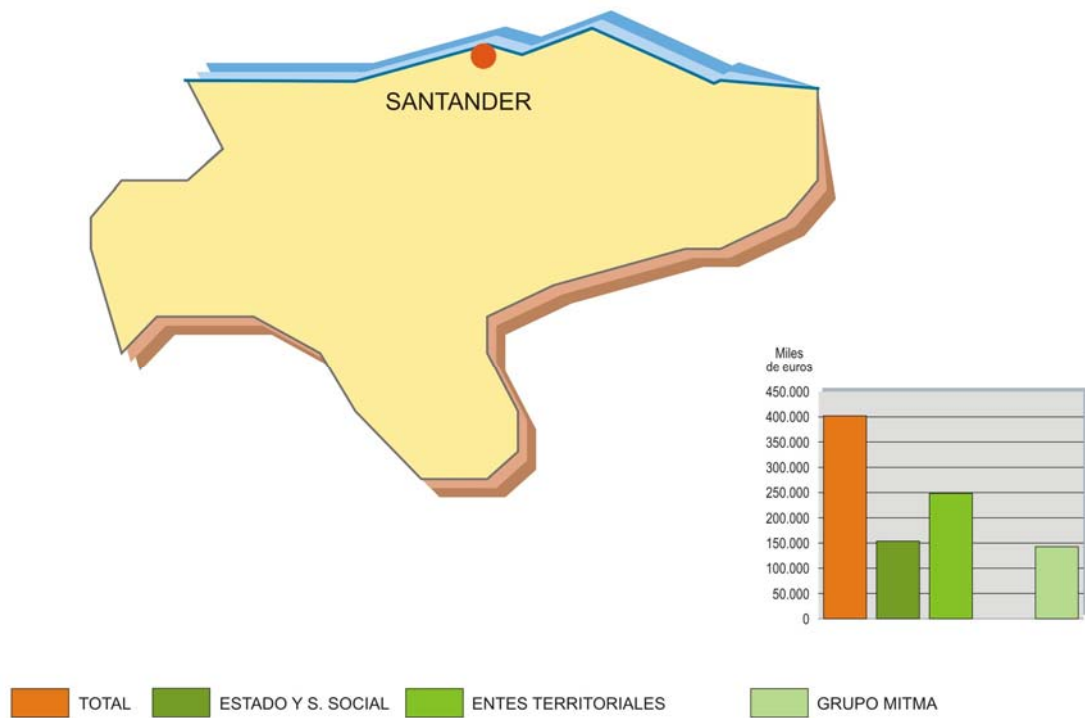 SANTANDER
Miles
de euros
450.000
400.000
350.000
300.000
250.000
200.000
150.000
100.000
50.000
0
TOTAL
ESTADO Y S. SOCIAL
ENTES TERRITORIALES
GRUPO MITMA